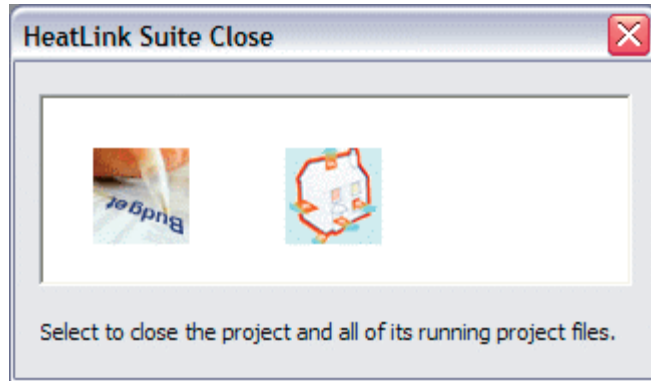 HeatLink Suite Close
Budget
Select to close the project and all of its running project files.